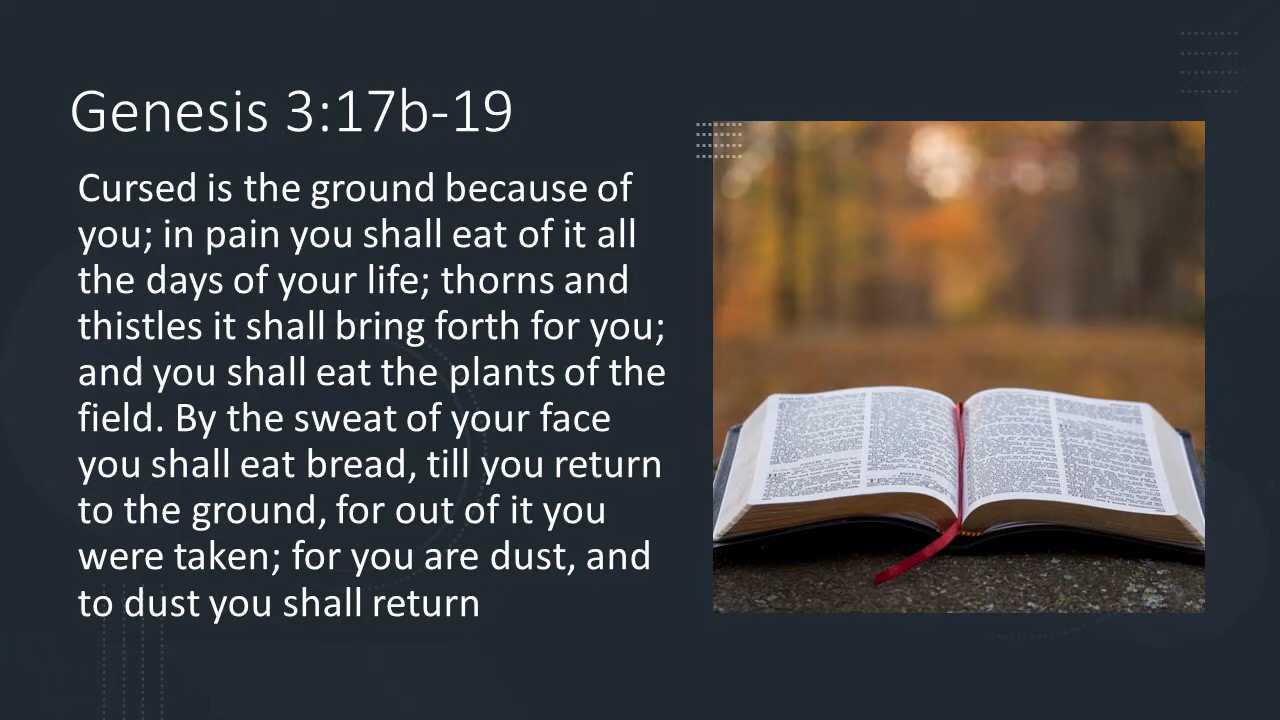 Genesis 3:17b-19
Cursed is the ground because of
you; in pain you shall eat of it all
the days of your life; thorns and
thistles it shall bring forth for you;
and you shall eat the plants of the
field. By the sweat of your face
you shall eat bread, till you return
to the ground, for out of it you
were taken; for you are dust, and
to dust you shall return